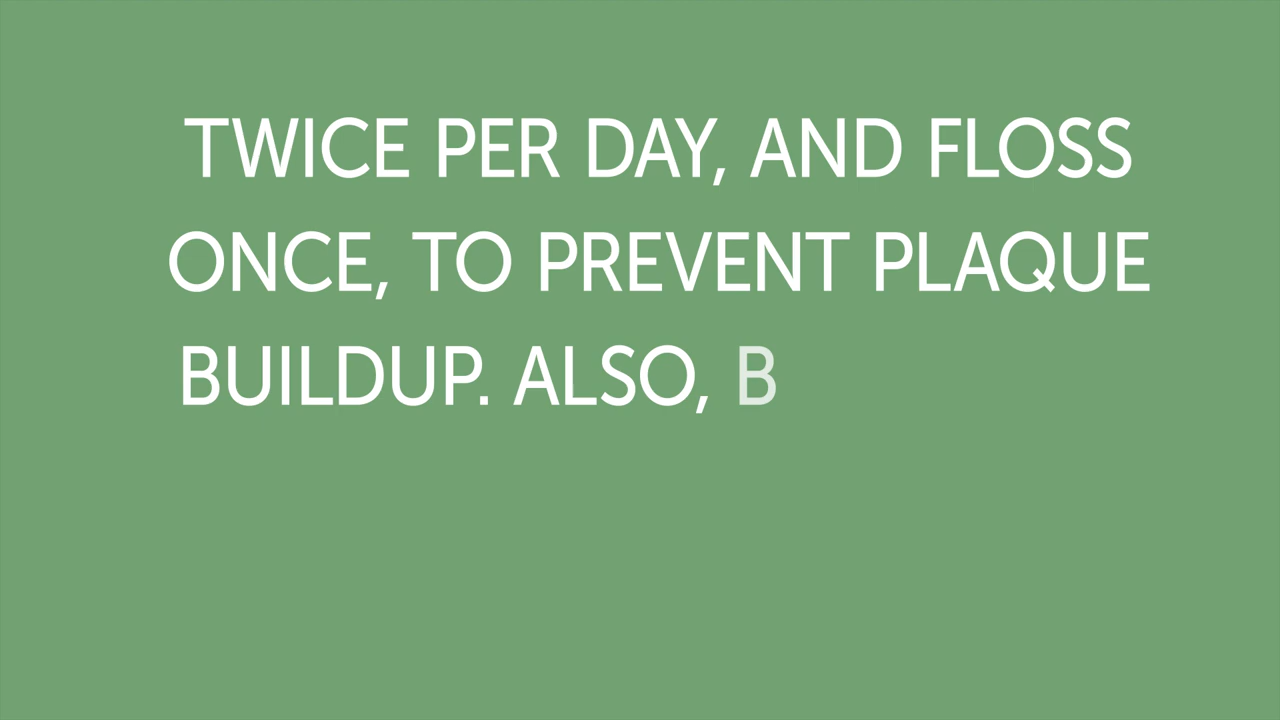 TWICE PER DAY, AND FLOSS
ONCE, TO PREVENT PLAQUE
BUILDUP. ALSO, B